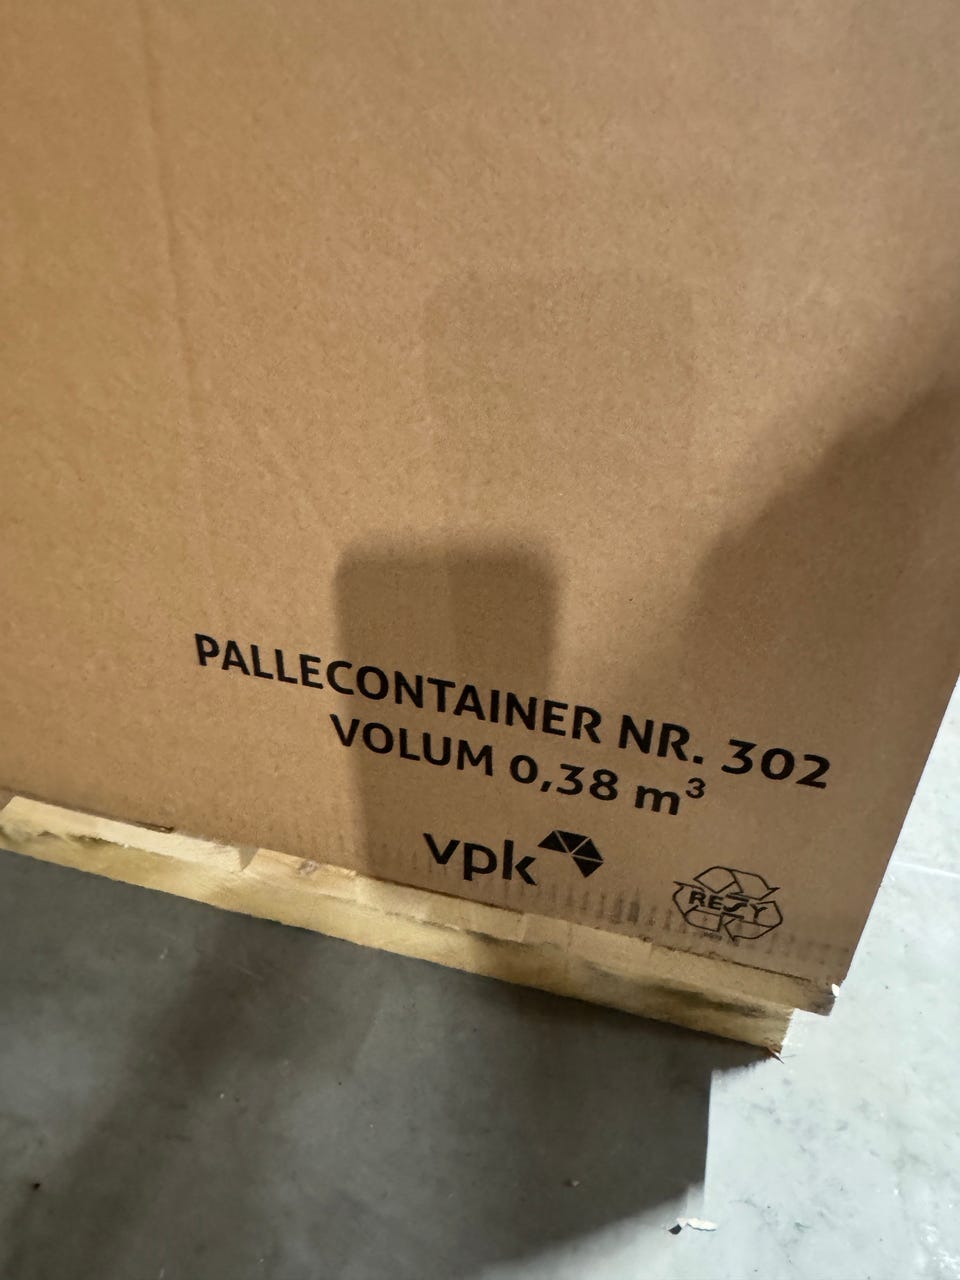 PALLECONTAINER NR. 302
VOLUM 0,38 m³
vpk
RESY